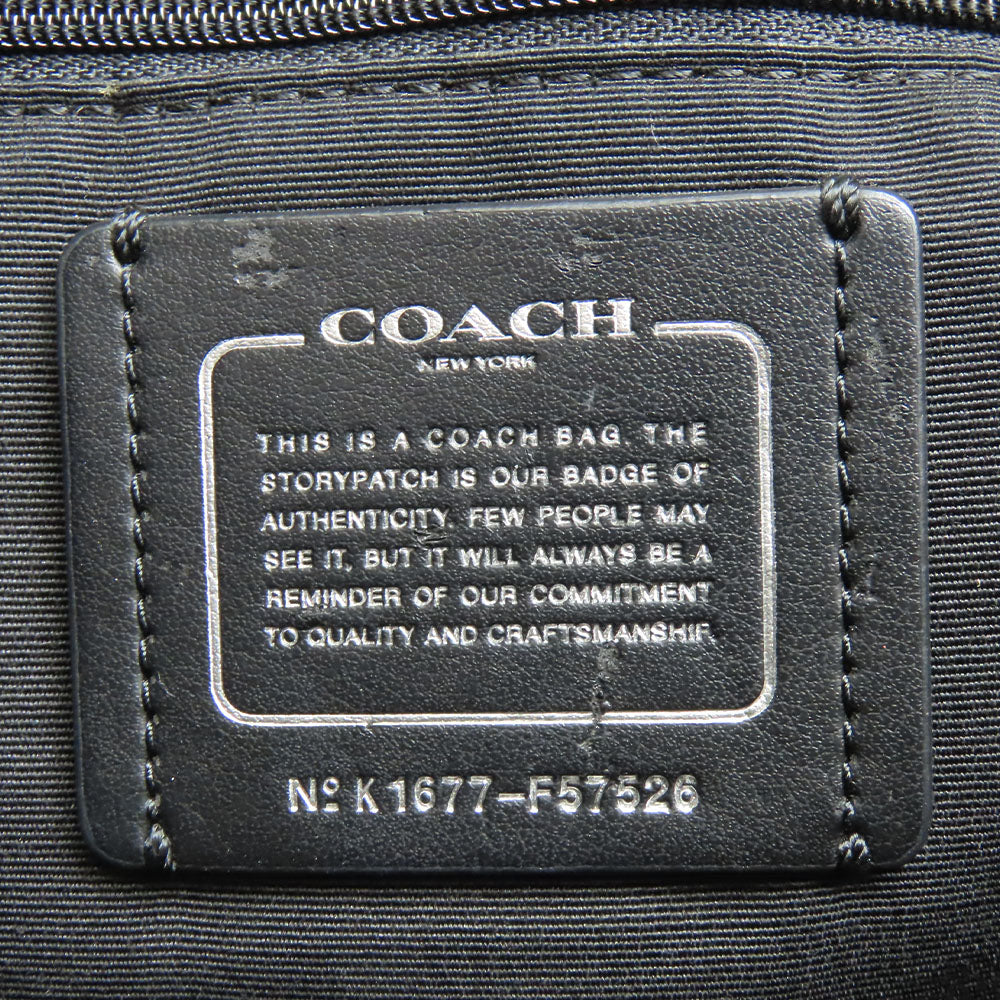 COACH
NEW YORK
THIS IS A COACH BAG. THE
STORYPATCH IS OUR BADGE OF
AUTHENTICITY. FEW PEOPLE MAY
SEE IT, BUT IT WILL ALWAYS BE A
REMINDER OF OUR COMMITMENT
TO QUALITY AND CRAFTSMANSHIP.
Nº K1677-F57526